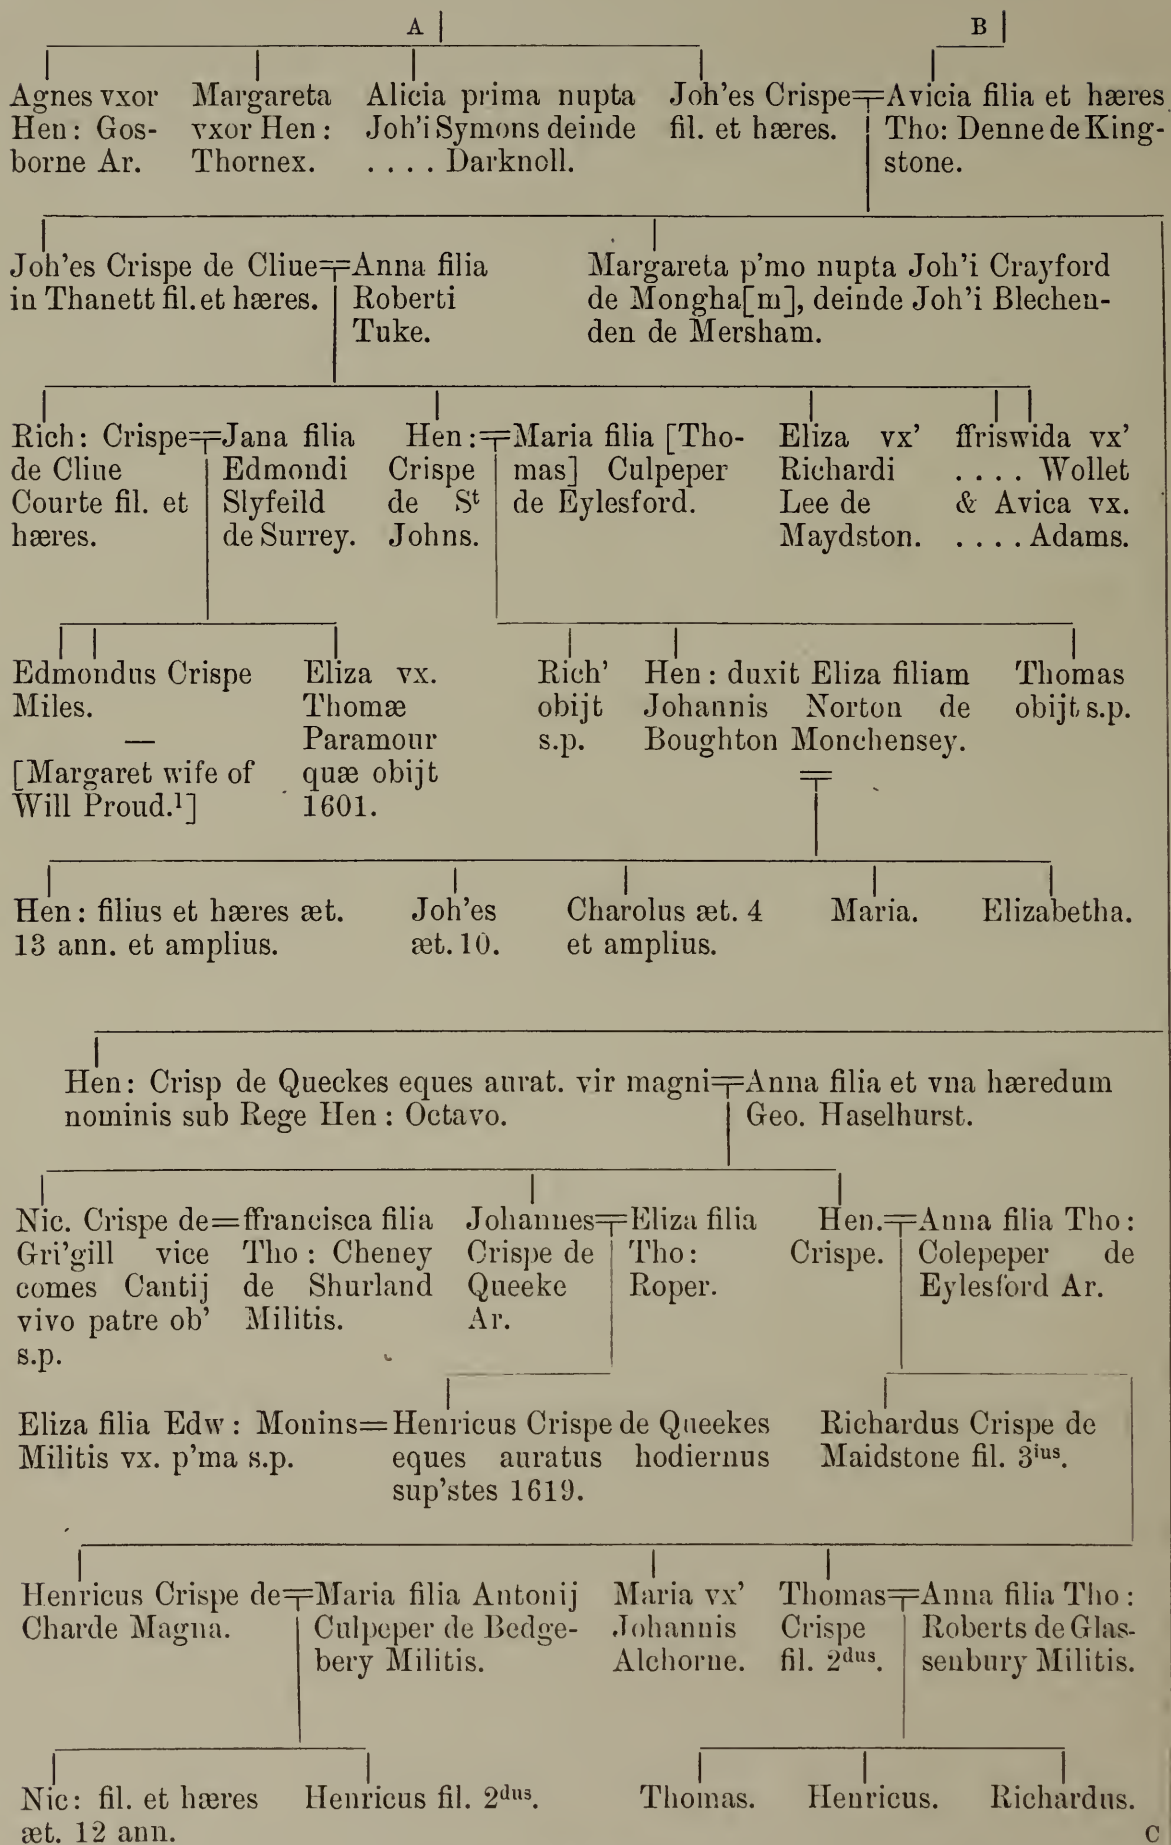 A B
Agnes vxor Margareta Alicia prima nupta Joh'es Crispe=Avicia filia et hæres
Hen: Gos- vxor Hen: Joh'i Symons deinde fil. et hæres. Tho: Denne de King-
borne Ar. Thornex. .... Darknoll. stone.
Joh'es Crispe de Cliue=Anna filia Margareta p'mo nupta Joh'i Crayford
in Thanett fil. et hæres. Roberti de Mongha[m], deinde Joh'i Blechen-
Tuke. den de Mersham.
Rich: Crispe=Jana filia Hen:=Maria filia [Tho- Eliza vx' ffriswida vx'
de Cliue Edmondi Crispe mas] Culpeper Richardi .... Wollet
Courte fil. et Slyfeild de St de Eylesford. Lee de & Avica vx.
hæres. de Surrey. Johns. Maydston. .... Adams.
Edmondus Crispe Eliza vx. Rich' Hen: duxit Eliza filiam Thomas
Miles. Thomæ obijt Johannis Norton de obijt s.p.
— Paramour s.p. Boughton Monchensey.
[Margaret wife of quæ obijt
Will Proud.1] 1601.
Hen: filius et hæres æt. Joh'es Charolus æt. 4 Maria. Elizabetha.
13 ann. et amplius. æt. 10. et amplius.
Hen: Crisp de Queckes eques aurat. vir magni=Anna filia et vna hæredum
nominis sub Rege Hen: Octavo. Geo. Haselhurst.
Nic. Crispe de=ffrancisca filia Johannes=Eliza filia Hen.=Anna filia Tho:
Gri'gill vice Tho: Cheney Crispe de Tho: Crispe. Colepeper de
comes Cantij de Shurland Queeke Roper. Eylesford Ar.
vivo patre ob' Militis. Ar.
s.p.
Eliza filia Edw: Monins=Henricus Crispe de Queekes Richardus Crispe de
Militis vx. p'ma s.p. eques auratus hodiernus Maidstone fil. 3ius.
sup'stes 1619.
Henricus Crispe de=Maria filia Antonij Maria vx' Thomas=Anna filia Tho:
Charde Magna. Culpeper de Bedge- Johannis Crispe Roberts de Glas-
bery Militis. Alchorne. fil. 2dus. senbury Militis.
Nic: fil. et hæres Henricus fil. 2dus. Thomas. Henricus. Richardus.
æt. 12 ann. C